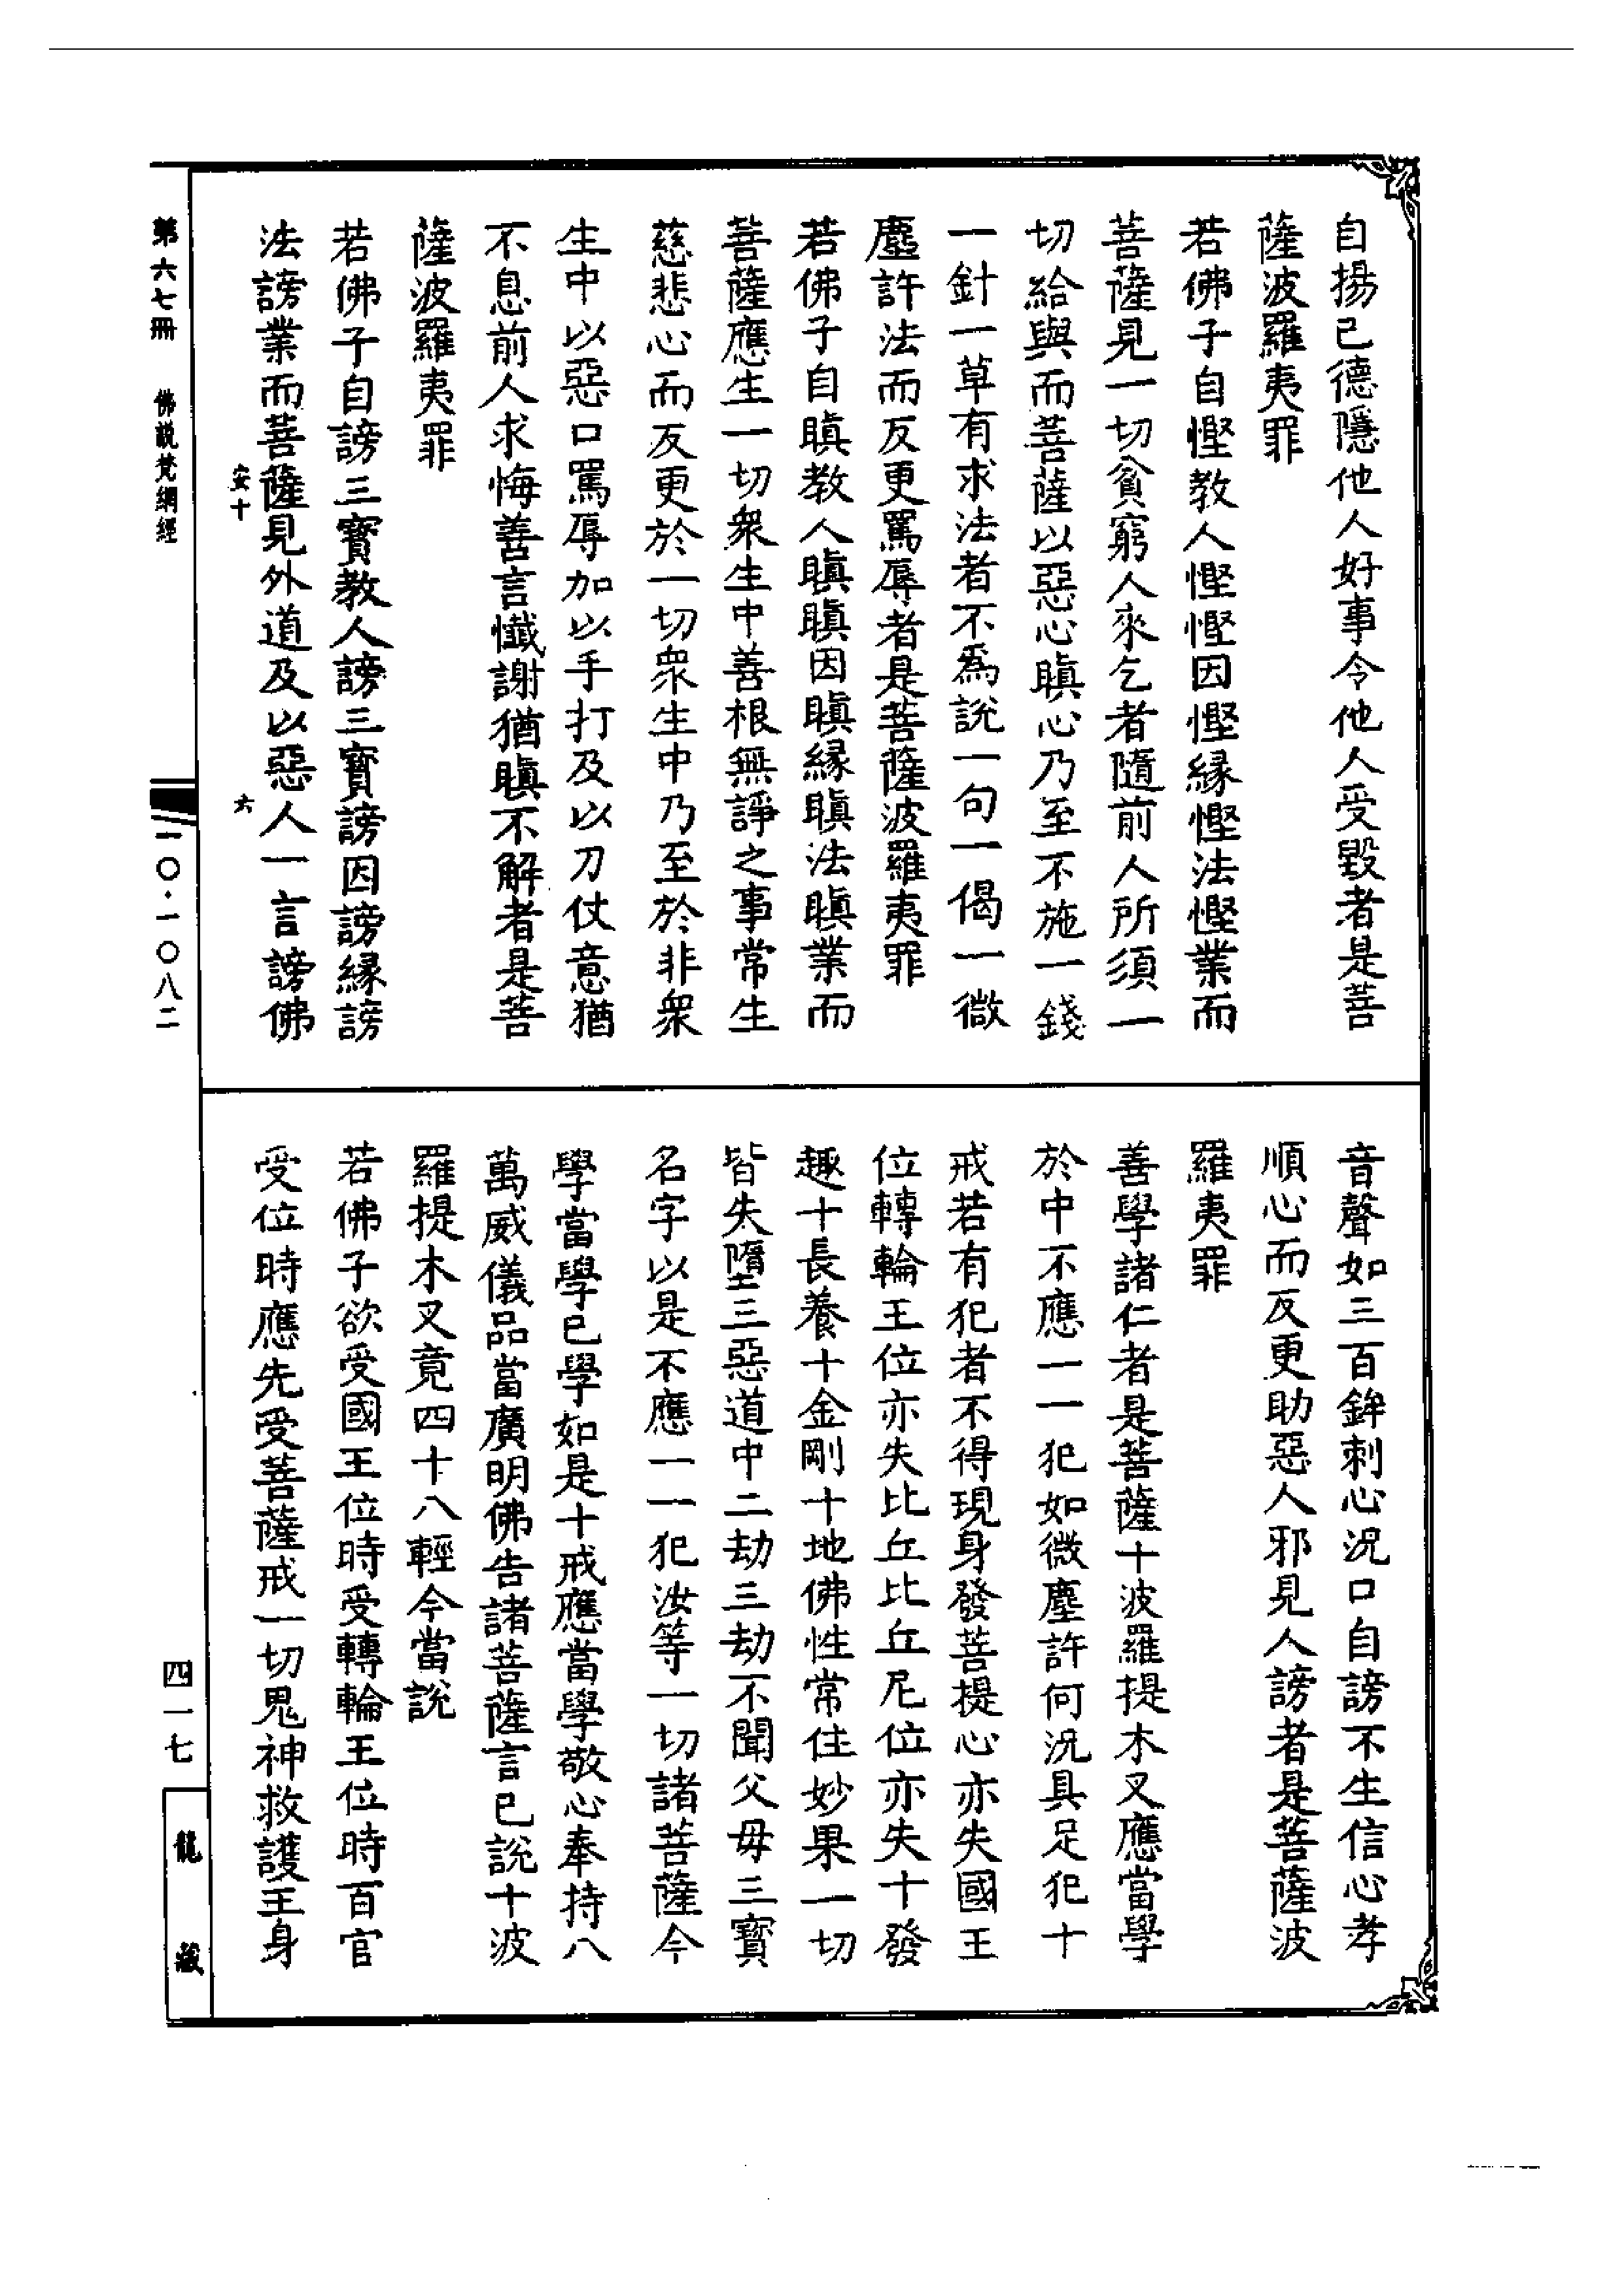 自揚已德隱他人好事令他人受毀者是菩
薩波羅夷罪
若佛子自慳教人慳慳因慳緣慳法慳業而
菩薩見一切貧窮人來乞者隨前人所須一
切給與而菩薩以惡心瞋心乃至不施一錢
一針一草有求法者不爲說一句一偈一微
塵許法而反更罵辱者是菩薩波羅夷罪
若佛子自瞋教人瞋瞋因瞋緣瞋法瞋業而
菩薩應生一切衆生中善根無諍之事常生
慈悲心而反更於一切衆生中乃至於非衆
生中以惡口罵辱加以手打及以刀仗意猶
不息前人求悔善言懺謝猶瞋不解者是菩
薩波羅夷罪
若佛子自謗三寶教人謗三寶謗因謗緣謗
法謗業而菩薩見外道及以惡人一言謗佛
音聲如三百鉾刺心況口自謗不生信心孝
順心而反更助惡人邪見人謗者是菩薩波
羅夷罪
善學諸仁者是菩薩十波羅提木叉應當學
於中不應一一犯如微塵許何況具足犯十
戒若有犯者不得現身發菩提心亦失國王
位轉輪王位亦失比丘比丘尼位亦失十發
趣十長養十金剛十地佛性常住妙果一切
皆失墮三惡道中二劫三劫不聞父母三寶
名字以是不應一一犯汝等一切諸菩薩今
學當學已學如是十戒應當學敬心奉持八
萬威儀品當廣明佛告諸菩薩言已說十波
羅提木叉竟四十八輕今當說
若佛子欲受國王位時受轉輪王位時百官
受位時應先受菩薩戒一切鬼神救護王身
安十
六
第六七冊
佛說梵網經
一〇·一〇八二
四一七
龍藏